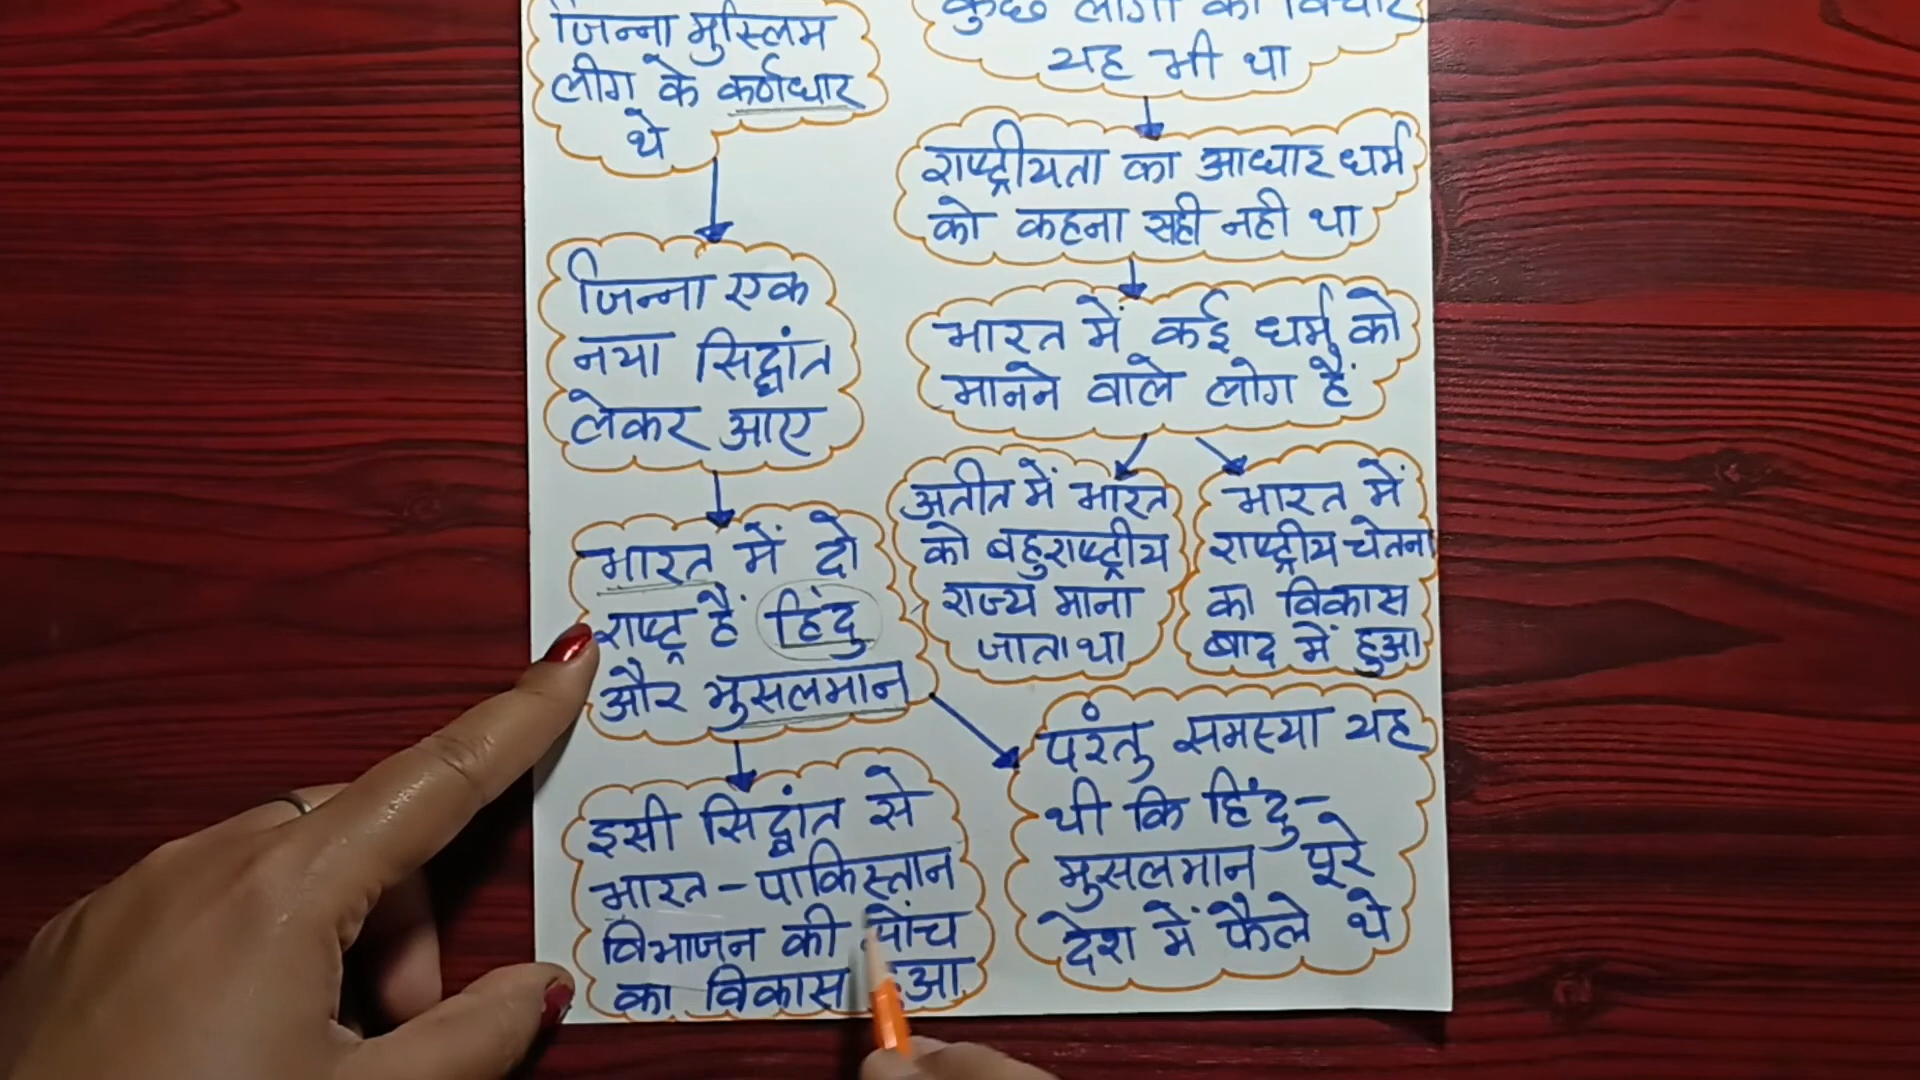 जिन्ना मुस्लिम
लीग के कर्णधार
थे
जिन्ना एक
नया सिद्धांत
लेकर आए
भारत में दो
राष्ट्र हैं हिंदु
और मुसलमान
इसी सिद्धांत से
भारत-पाकिस्तान
विभाजन की
का विकास हुआ
कुछ लोगों का विचार
यह भी था
राष्ट्रीयता का आधार धर्म
को कहना सही नही था
भारत में कई धर्म को
मानने वाले लोग हैं
अतीत में भारत
को बहुराष्ट्रीय
राज्य माना
जाता था
भारत में
राष्ट्रीय चेतना
का विकास
बाद में हुआ
परंतु समस्या यह
थी कि हिंदु-
मुसलमान पूरे
देश में फैले थे